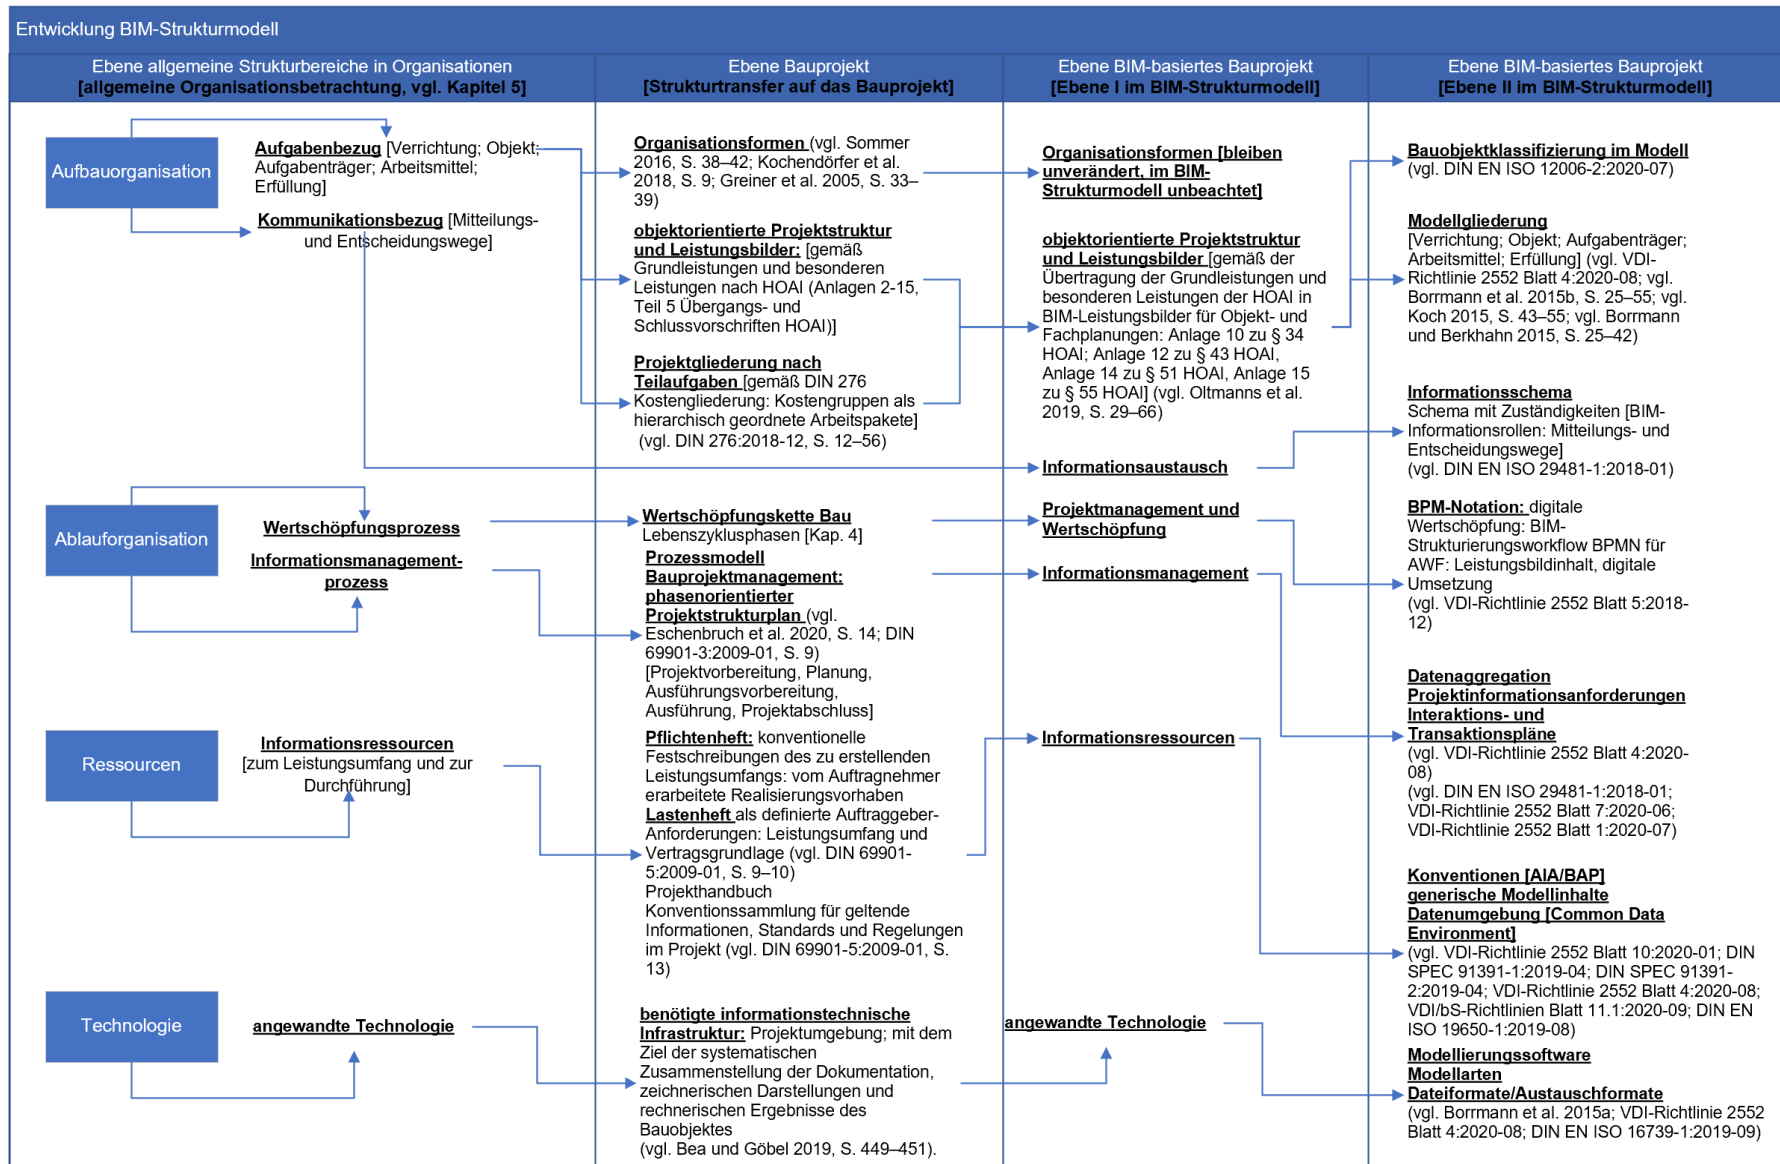 Entwicklung BIM-Strukturmodell
Ebene allgemeine Strukturbereiche in Organisationen
[allgemeine Organisationsbetrachtung, vgl. Kapitel 5]
Ebene Bauprojekt
[Strukturtransfer auf das Bauprojekt]
Ebene BIM-basiertes Bauprojekt
[Ebene I im BIM-Strukturmodell]
Ebene BIM-basiertes Bauprojekt
[Ebene II im BIM-Strukturmodell]
Aufbauorganisation
Aufgabenbezug [Verrichtung; Objekt;
Aufgabenträger; Arbeitsmittel;
Erfüllung]
Kommunikationsbezug [Mitteilungs-
und Entscheidungswege]
Organisationsformen (vgl. Sommer
2016, S. 38–42; Kochendörfer et al.
2018, S. 9; Greiner et al. 2005, S. 33–
39)
objektorientierte Projektstruktur
und Leistungsbilder: [gemäß
Grundleistungen und besonderen
Leistungen nach HOAI (Anlagen 2-15,
Teil 5 Übergangs- und
Schlussvorschriften HOAI)]
Projektgliederung nach
Teilaufgaben [gemäß DIN 276
Kostengliederung: Kostengruppen als
hierarchisch geordnete Arbeitspakete]
(vgl. DIN 276:2018-12, S. 12–56)
Organisationsformen [bleiben
unverändert, im BIM-
Strukturmodell unbeachtet]
objektorientierte Projektstruktur
und Leistungsbilder [gemäß der
Übertragung der Grundleistungen und
besonderen Leistungen der HOAI in
BIM-Leistungsbilder für Objekt- und
Fachplanungen: Anlage 10 zu § 34
HOAI; Anlage 12 zu § 43 HOAI,
Anlage 14 zu § 51 HOAI, Anlage 15
zu § 55 HOAI] (vgl. Oltmanns et al.
2019, S. 29–66)
Informationsaustausch
Bauobjektklassifizierung im Modell
(vgl. DIN EN ISO 12006-2:2020-07)
Modellgliederung
[Verrichtung; Objekt; Aufgabenträger;
Arbeitsmittel; Erfüllung] (vgl. VDI-
Richtlinie 2552 Blatt 4:2020-08; vgl.
Borrmann et al. 2015b, S. 25–55; vgl.
Koch 2015, S. 43–55; vgl. Borrmann
und Berkhahn 2015, S. 25–42)
Informationsschema
Schema mit Zuständigkeiten [BIM-
Informationsrollen: Mitteilungs- und
Entscheidungswege]
(vgl. DIN EN ISO 29481-1:2018-01)
Ablauforganisation
Wertschöpfungsprozess
Informationsmanagement-
prozess
Wertschöpfungskette Bau
Lebenszyklusphasen [Kap. 4]
Prozessmodell
Bauprojektmanagement:
phasenorientierter
Projektstrukturplan (vgl.
Eschenbruch et al. 2020, S. 14; DIN
69901-3:2009-01, S. 9)
[Projektvorbereitung, Planung,
Ausführungsvorbereitung,
Ausführung, Projektabschluss]
Projektmanagement und
Wertschöpfung
Informationsmanagement
BPM-Notation: digitale
Wertschöpfung: BIM-
Strukturierungsworkflow BPMN für
AWF: Leistungsbildinhalt, digitale
Umsetzung
(vgl. VDI-Richtlinie 2552 Blatt 5:2018-
12)
Datenaggregation
Projektinformationsanforderungen
Interaktions- und
Transaktionspläne
(vgl. VDI-Richtlinie 2552 Blatt 4:2020-
08)
(vgl. DIN EN ISO 29481-1:2018-01;
VDI-Richtlinie 2552 Blatt 7:2020-06;
VDI-Richtlinie 2552 Blatt 1:2020-07)
Ressourcen
Informationsressourcen
[zum Leistungsumfang und zur
Durchführung]
Pflichtenheft: konventionelle
Festschreibungen des zu erstellenden
Leistungsumfangs: vom Auftragnehmer
erarbeitete Realisierungsvorhaben
Lastenheft als definierte Auftraggeber-
Anforderungen: Leistungsumfang und
Vertragsgrundlage (vgl. DIN 69901-
5:2009-01, S. 9–10)
Projekthandbuch
Konventionssammlung für geltende
Informationen, Standards und Regelungen
im Projekt (vgl. DIN 69901-5:2009-01, S.
13)
Informationsressourcen
Konventionen [AIA/BAP]
generische Modellinhalte
Datenumgebung [Common Data
Environment]
(vgl. VDI-Richtlinie 2552 Blatt 10:2020-01; DIN
SPEC 91391-1:2019-04; DIN SPEC 91391-
2:2019-04; VDI-Richtlinie 2552 Blatt 4:2020-08;
VDI/bS-Richtlinien Blatt 11.1:2020-09; DIN EN
ISO 19650-1:2019-08)
Technologie
angewandte Technologie
benötigte informationstechnische
Infrastruktur: Projektumgebung; mit dem
Ziel der systematischen
Zusammenstellung der Dokumentation,
zeichnerischen Darstellungen und
rechnerischen Ergebnisse des
Bauobjektes
(vgl. Bea und Göbel 2019, S. 449–451).
angewandte Technologie
Modellierungssoftware
Modellarten
Dateiformate/Austauschformate
(vgl. Borrmann et al. 2015a; VDI-Richtlinie 2552
Blatt 4:2020-08; DIN EN ISO 16739-1:2019-09)